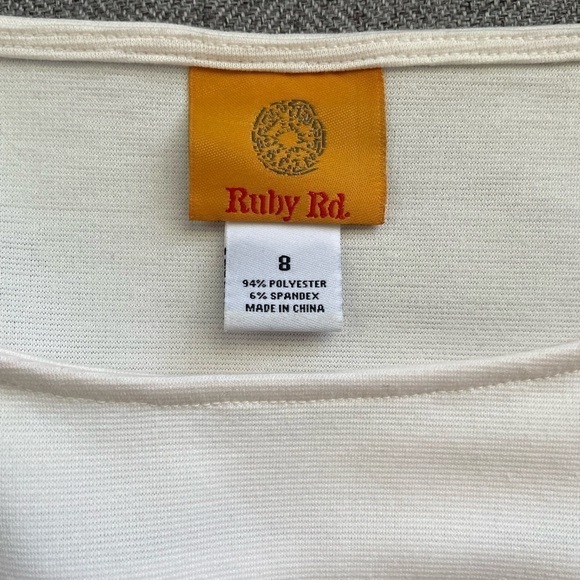 Ruby Rd.
8
94% POLYESTER
6% SPANDEX
MADE IN CHINA